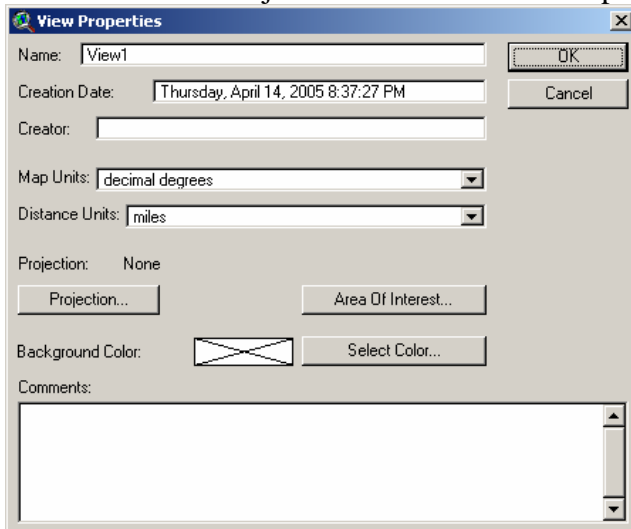 View Properties
Name: View1
OK
Creation Date: Thursday, April 14, 2005 8:37:27 PM
Cancel
Creator:
Map Units: decimal degrees
Distance Units: miles
Projection: None
Projection... Area Of Interest...
Background Color: Select Color...
Comments: